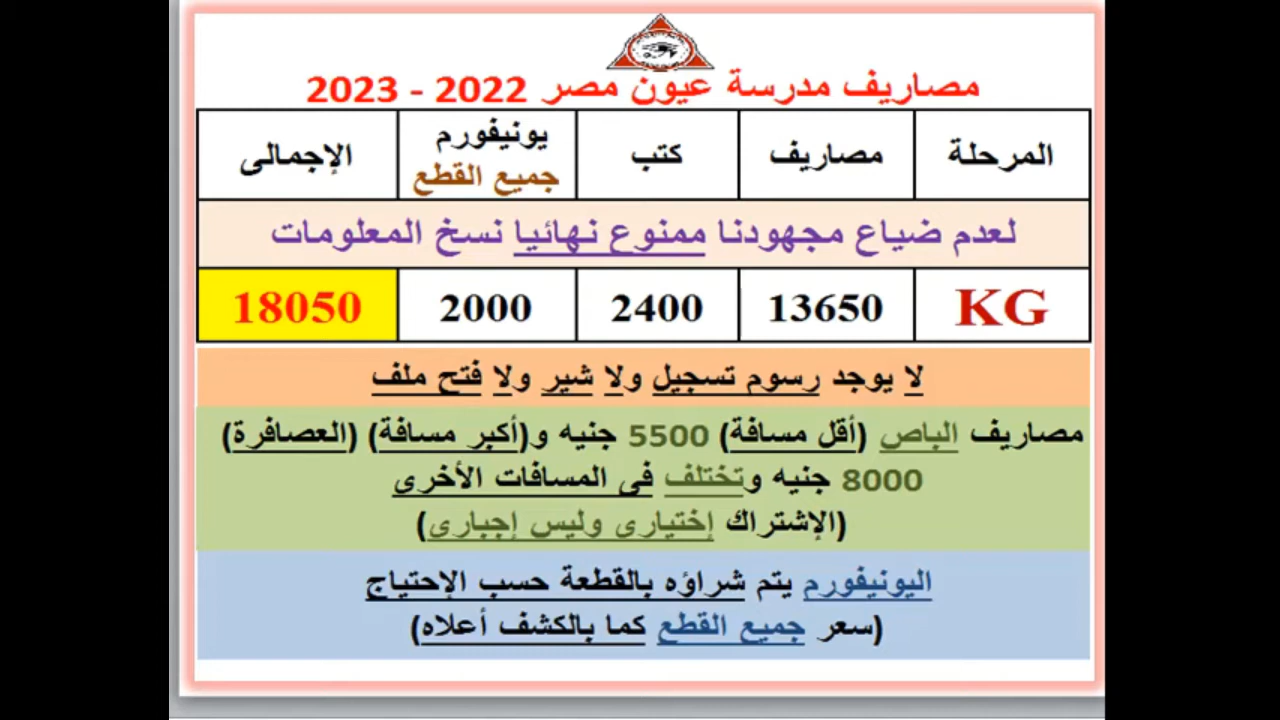 مصاريف مدرسة عيون مصر 2022 - 2023
المرحلة مصاريف كتب يونيفورم جميع القطع الإجمالى
لعدم ضياع مجهودنا ممنوع نهائيا نسخ المعلومات
KG 13650 2400 2000 18050
لا يوجد رسوم تسجيل ولا شير ولا فتح ملف
مصاريف الباص (أقل مسافة) 5500 جنيه و(أكبر مسافة) (العصافرة)
8000 جنيه وتختلف فى المسافات الأخرى
(الإشتراك إختيارى وليس إجبارى)
اليونيفورم يتم شراؤه بالقطعة حسب الإحتياج
(سعر جميع القطع كما بالكشف أعلاه)